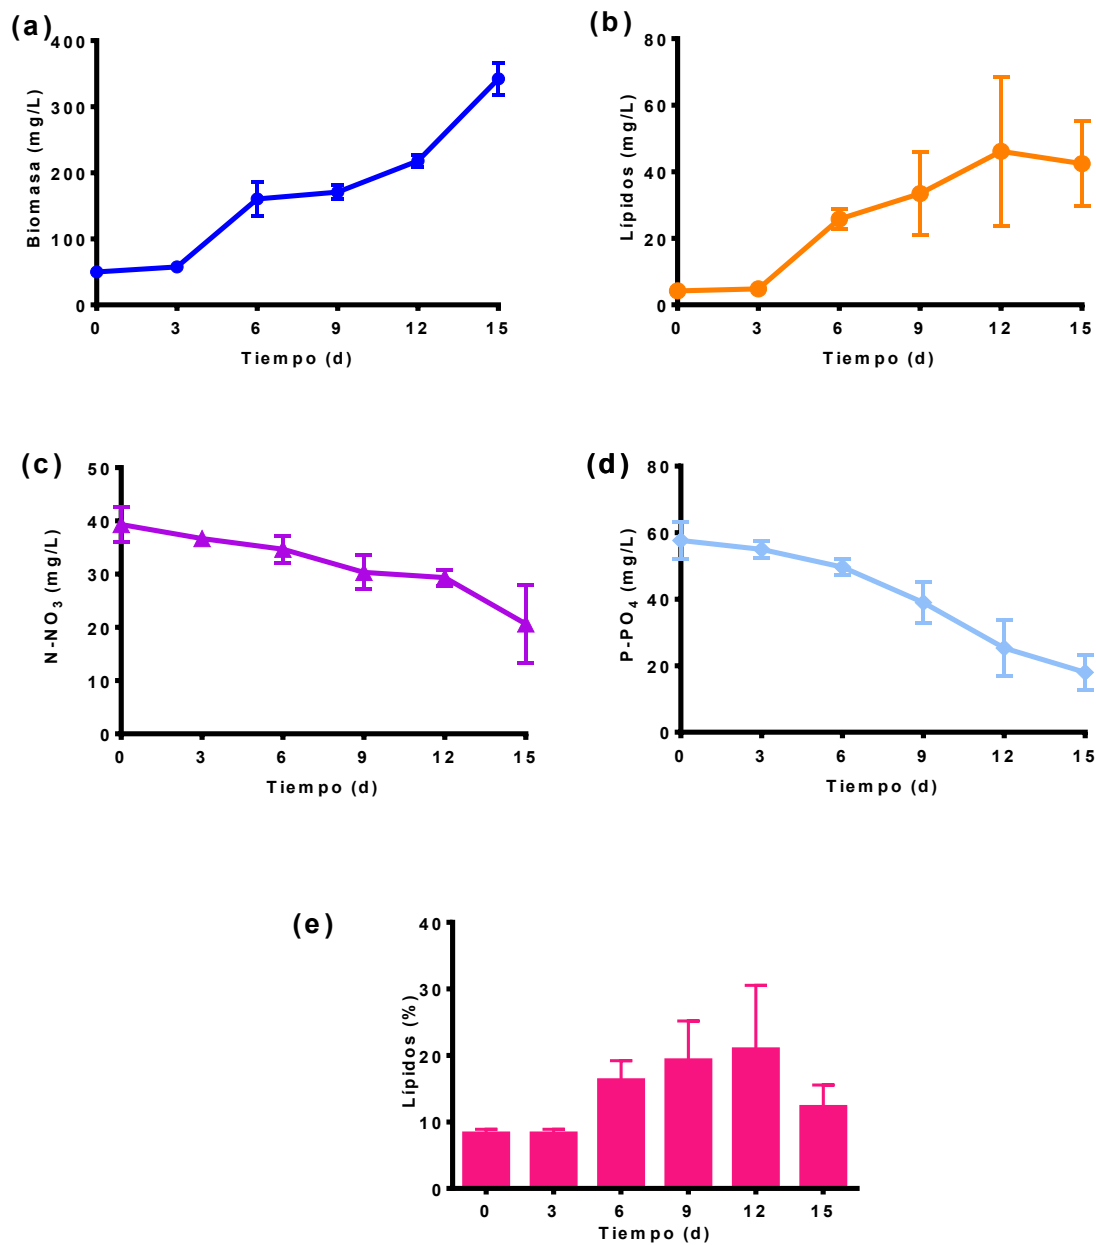 (a)
400
300
200
100
0
Biomasa (mg/L)
0 3 6 9 12 15
Tiempo (d)
(b)
80
60
40
20
0
Lípidos (mg/L)
0 3 6 9 12 15
Tiempo (d)
(c)
50
40
30
20
10
0
N-NO3 (mg/L)
0 3 6 9 12 15
Tiempo (d)
(d)
80
60
40
20
0
P-PO4 (mg/L)
0 3 6 9 12 15
Tiempo (d)
(e)
40
30
20
10
0
Lípidos (%)
0 3 6 9 12 15
Tiempo (d)